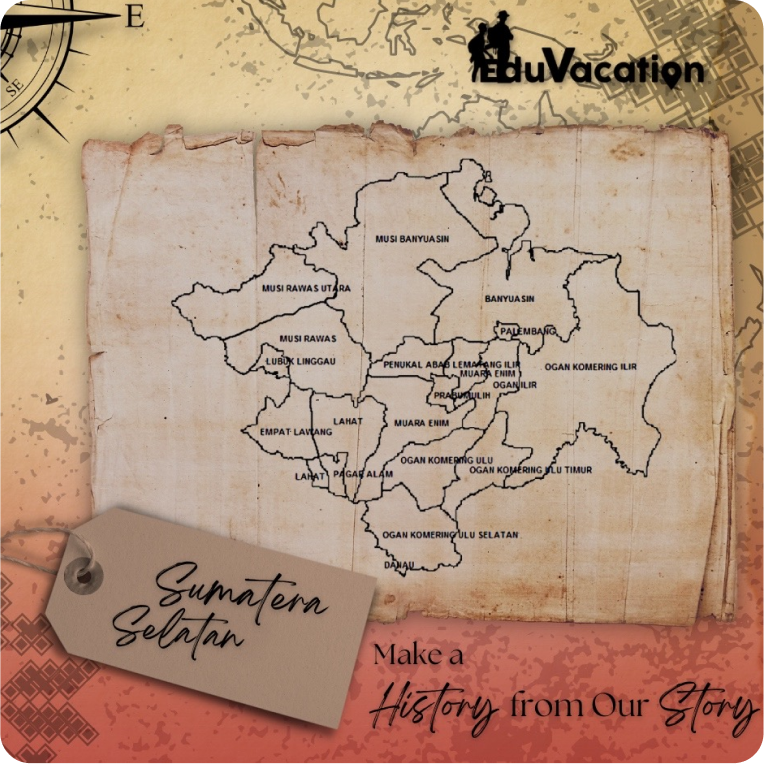 E
SE
EduVacation
MUSI BANYUASIN
MUSI RAWAS UTARA
BANYUASIN
PALEMBANG
MUSI RAWAS
LUBUK LINGGAU
PENUKAL ABAB LEMATANG ILIR
MUARA ENIM
OGAN KOMERING ILIR
OGAN ILIR
PRABUMULIH
LAHAT
MUARA ENIM
EMPAT LAWANG
OGAN KOMERING ULU
OGAN KOMERING ULU TIMUR
LAHAT
PAGAR ALAM
OGAN KOMERING ULU SELATAN
DANAU
Sumatera
Selatan
Make a
History from Our Story